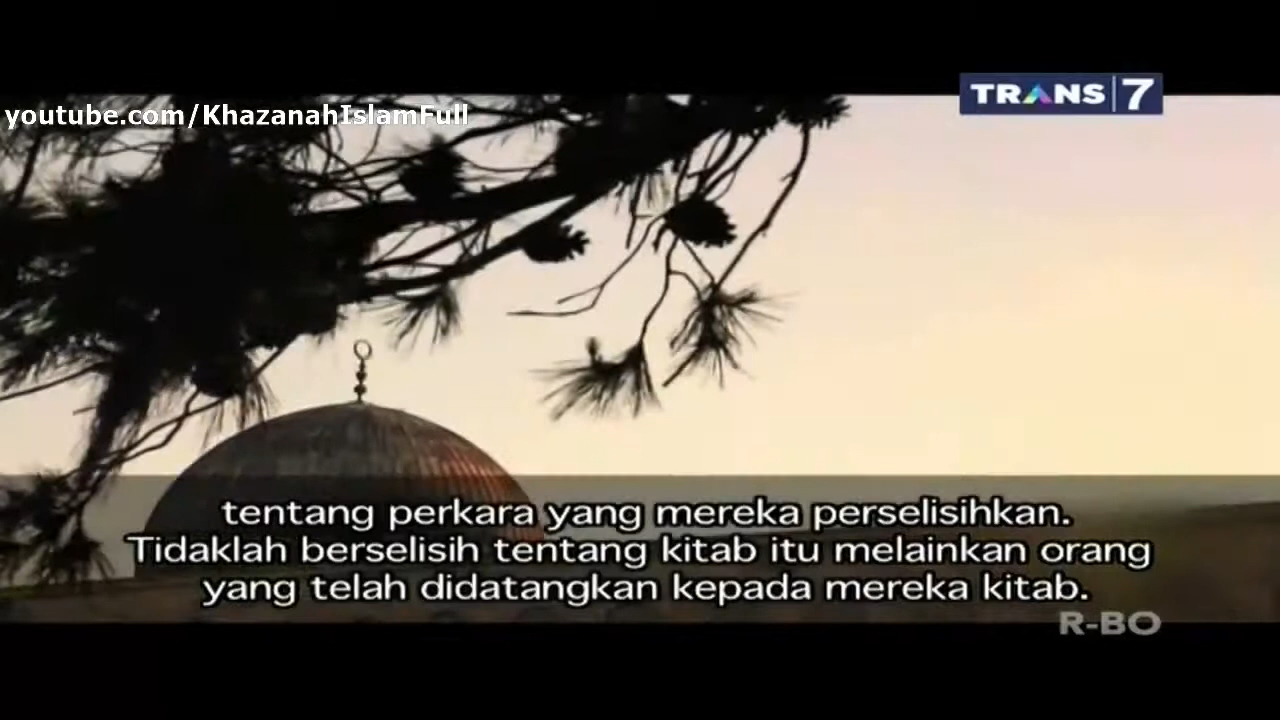 TRANS|7
youtube.com/KhazanahIslamFull
tentang perkara yang mereka perselisihkan.
Tidaklah berselisih tentang kitab itu melainkan orang
yang telah didatangkan kepada mereka kitab.
R-BO